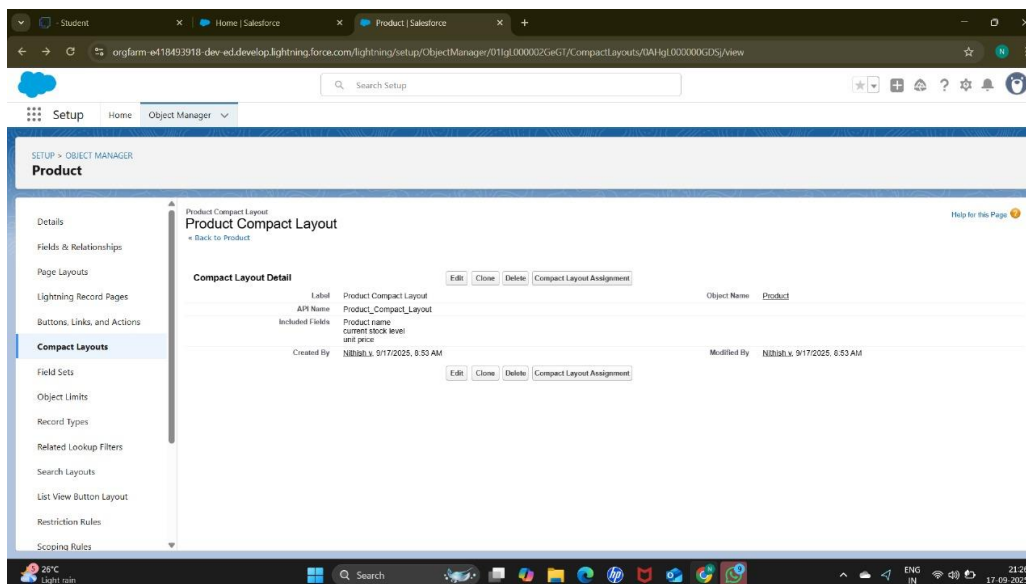 - Student
Home | Salesforce
Product | Salesforce
orgfarm-e418493918-dev-ed.develop.lightning.force.com/lightning/setup/ObjectManager/01IgL000002GeGT/CompactLayouts/0AHgL000000GDSj/view
N
Search Setup
Setup
Home
Object Manager
SETUP > OBJECT MANAGER
Product
Details
Fields & Relationships
Page Layouts
Lightning Record Pages
Buttons, Links, and Actions
Compact Layouts
Field Sets
Object Limits
Record Types
Related Lookup Filters
Search Layouts
List View Button Layout
Restriction Rules
Scoping Rules
Product Compact Layout
Product Compact Layout
« Back to Product
Help for this Page
Compact Layout Detail
Edit Clone Delete Compact Layout Assignment
Label Product Compact Layout Object Name Product
API Name Product_Compact_Layout
Included Fields Product name
current stock level
unit price
Created By Nithish v, 9/17/2025, 8:53 AM Modified By Nithish v, 9/17/2025, 8:53 AM
Edit Clone Delete Compact Layout Assignment
26°C
Light rain
Search
hp
ENG
IN
21:26
17-09-2025